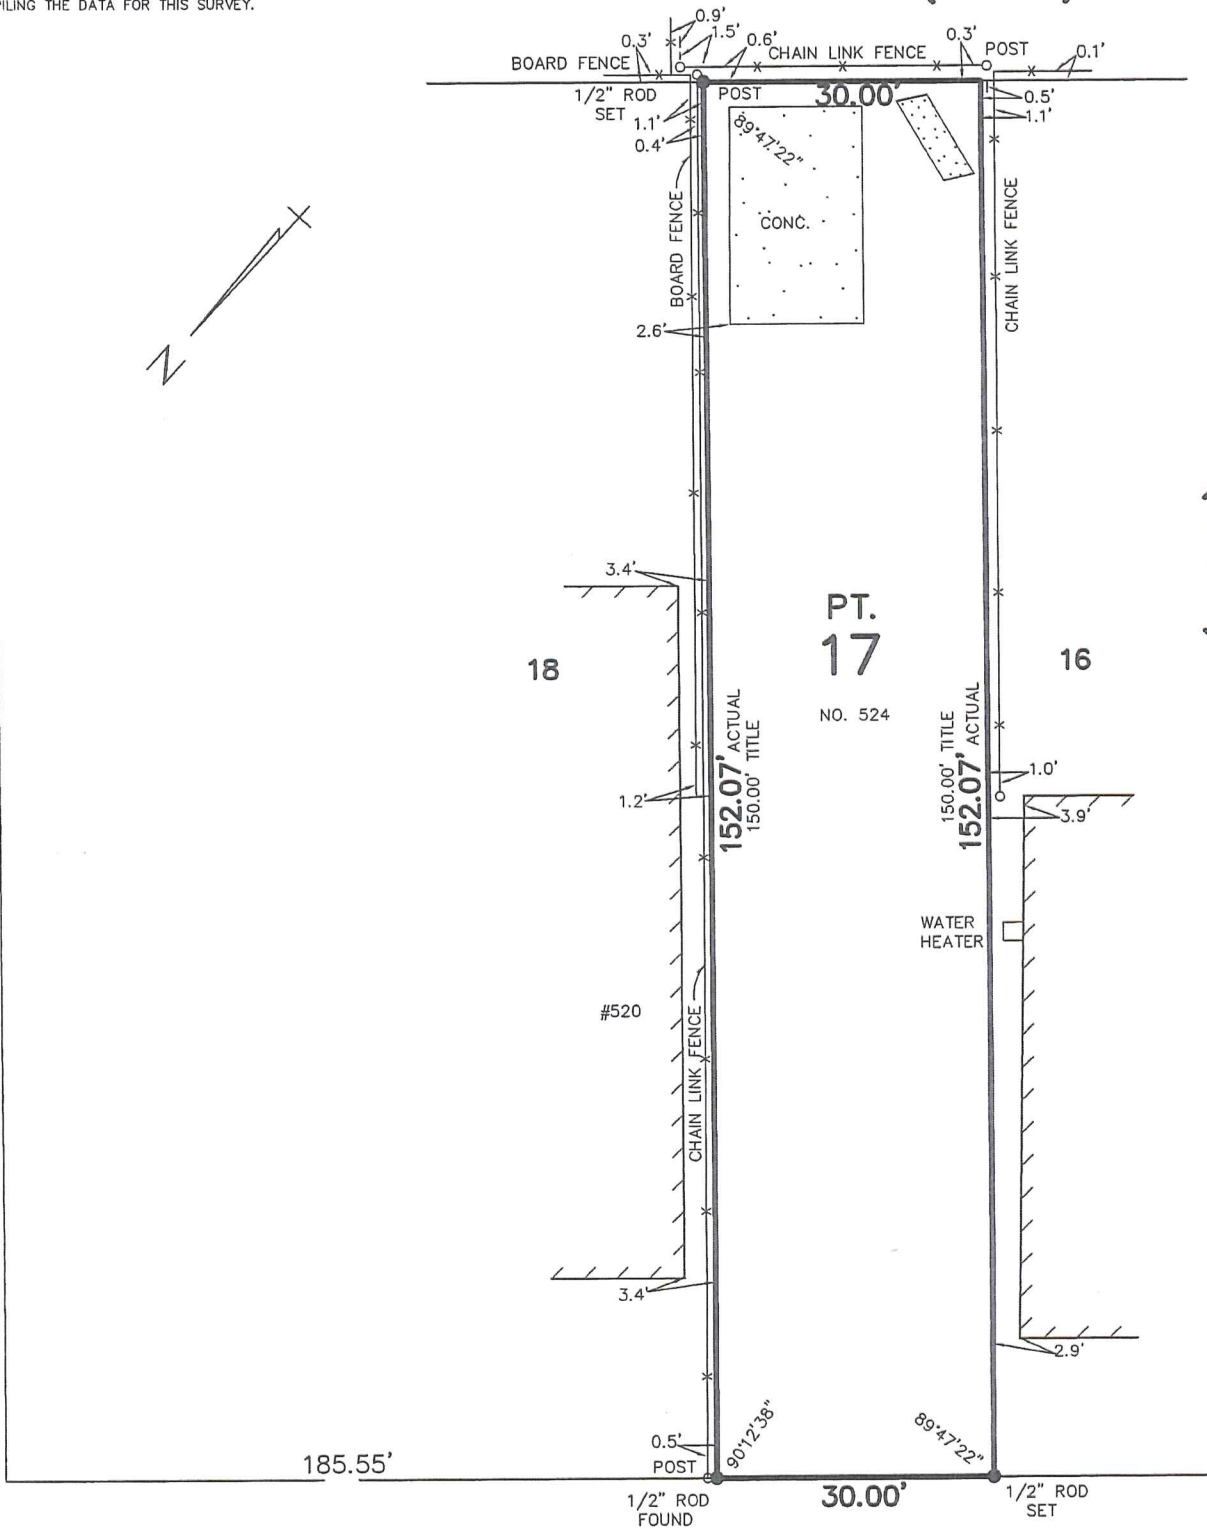 PILING THE DATA FOR THIS SURVEY.
0.9'
1.5'
0.3'
0.6'
CHAIN LINK FENCE
0.3'
POST
0.1'
BOARD FENCE
1/2" ROD
SET
POST
30.00'
0.5'
1.1'
1.1'
0.4'
89°47'22"
CONC.
BOARD FENCE
CHAIN LINK FENCE
N
2.6'
3.4'
PT.
17
18
16
NO. 524
152.07' ACTUAL
150.00' TITLE
150.00' TITLE
152.07' ACTUAL
1.0'
1.2'
3.9'
WATER
HEATER
#520
CHAIN LINK FENCE
3.4'
2.9'
90°12'38"
89°47'22"
0.5'
POST
185.55'
1/2" ROD
FOUND
30.00'
1/2" ROD
SET